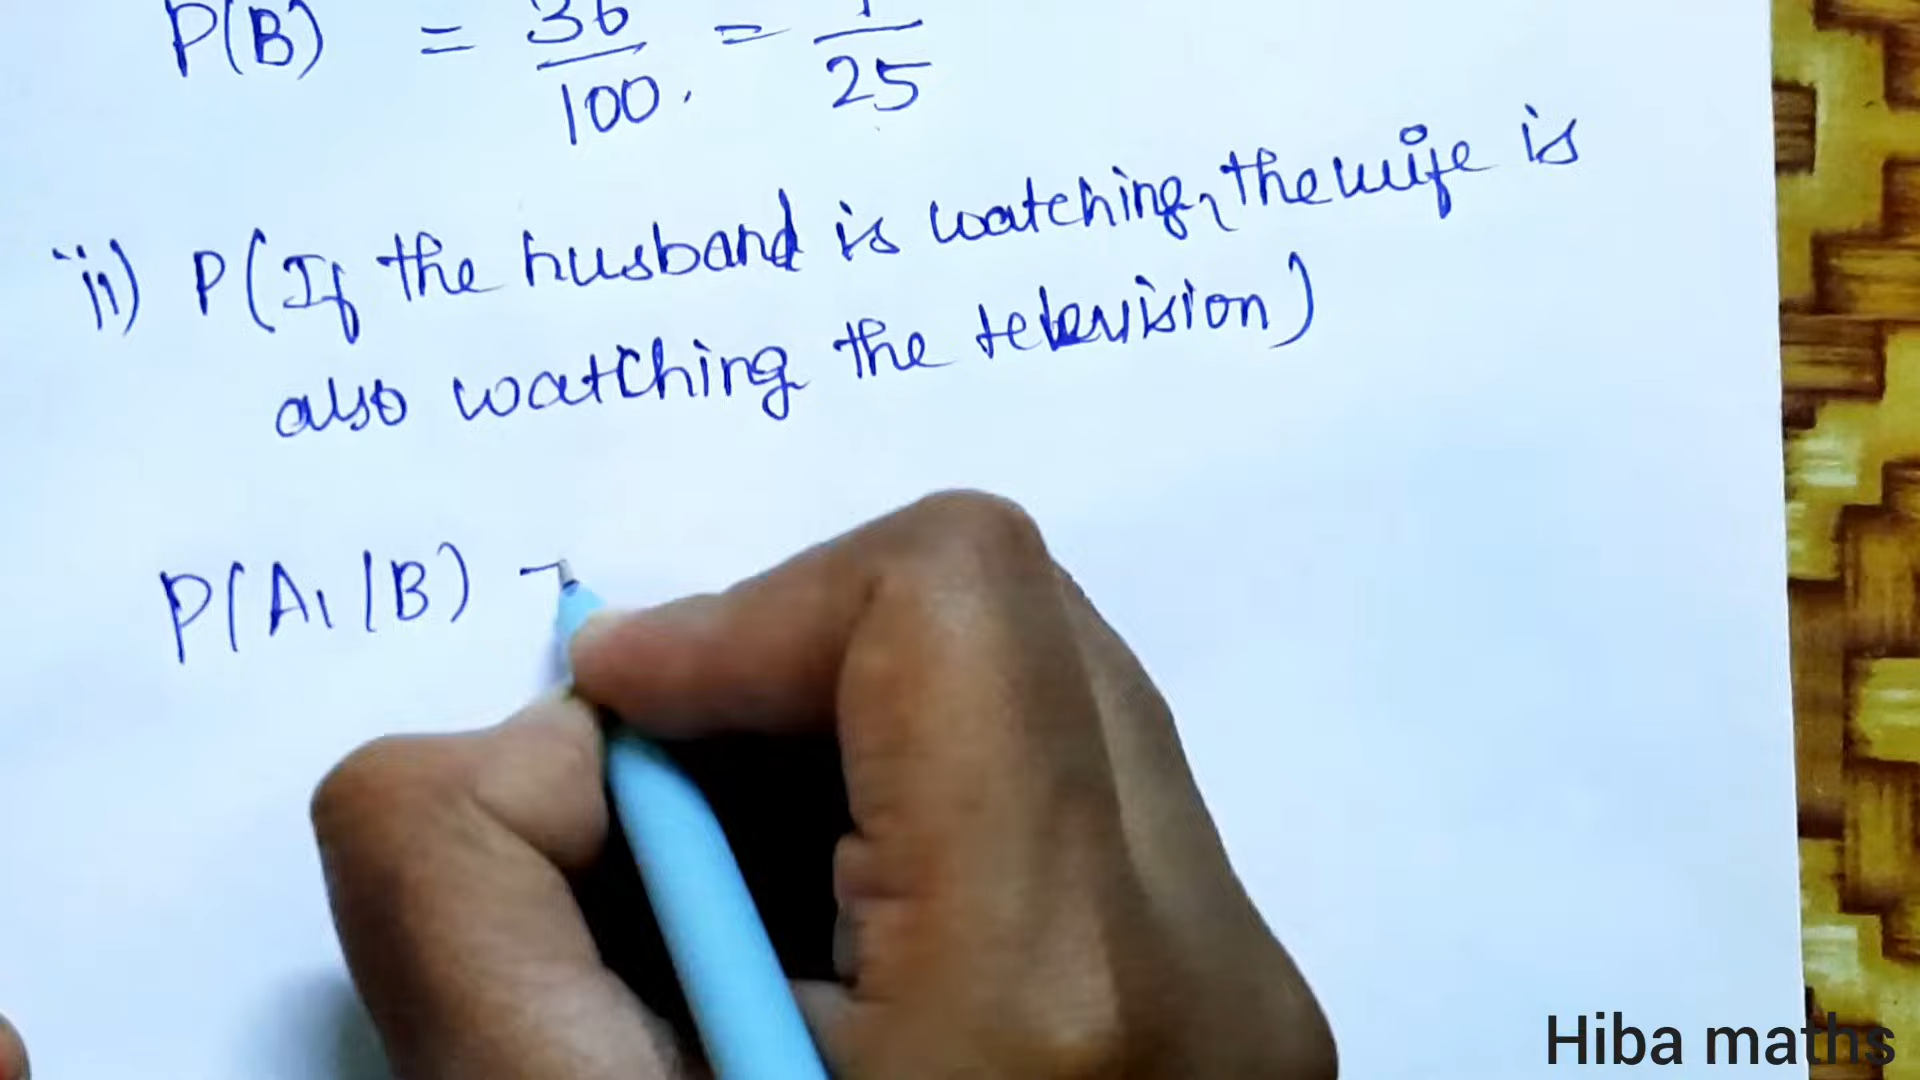 P(B) = 36/100. = /25
ii) P(If the husband is watching, the wife is
also watching the television)
P(A₁/B)
Hiba maths